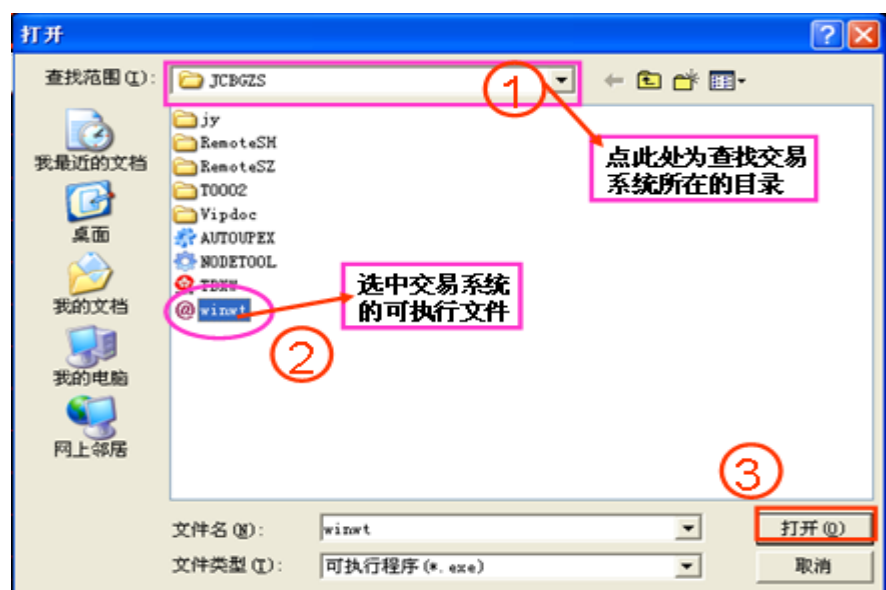 打开
查找范围(I):
JCBGZS
①
jy
RemoteSH
RemoteSZ
T0002
Vipdoc
AUTOUPEX
NODETOOL
TDXW
winwt
点此处为查找交易
系统所在的目录
选中交易系统
的可执行文件
②
我最近的文档
桌面
我的文档
我的电脑
网上邻居
③
文件名(N):
winwt
打开(O)
文件类型(T):
可执行程序(*.exe)
取消